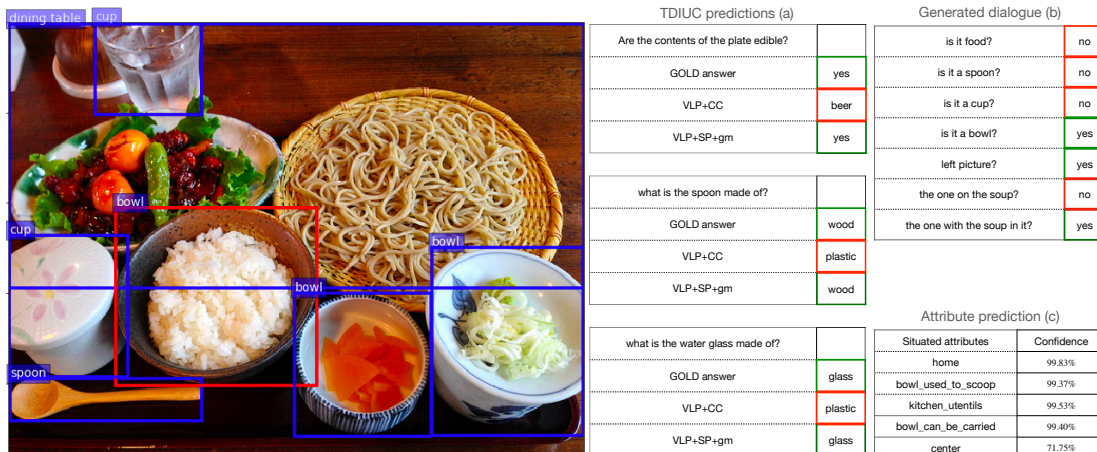 dining table
cup
bowl
cup
bowl
bowl
spoon
TDIUC predictions (a)
Are the contents of the plate edible?
GOLD answer yes
VLP+CC beer
VLP+SP+gm yes
what is the spoon made of?
GOLD answer wood
VLP+CC plastic
VLP+SP+gm wood
what is the water glass made of?
GOLD answer glass
VLP+CC plastic
VLP+SP+gm glass
Generated dialogue (b)
is it food? no
is it a spoon? no
is it a cup? no
is it a bowl? yes
left picture? yes
the one on the soup? no
the one with the soup in it? yes
Attribute prediction (c)
Situated attributes Confidence
home 99.83%
bowl_used_to_scoop 99.37%
kitchen_utentils 99.53%
bowl_can_be_carried 99.40%
center 71.75%